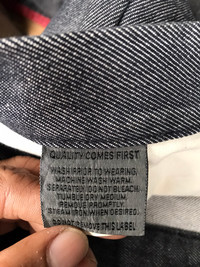 QUALITY COMES FIRST
WASH PRIOR TO WEARING.
MACHINE WASH WARM.
SEPARATELY. DO NOT BLEACH.
TUMBLE DRY MEDIUM.
REMOVE PROMPTLY.
STEAM IRON WHEN DESIRED.
DO NOT REMOVE THIS LABEL